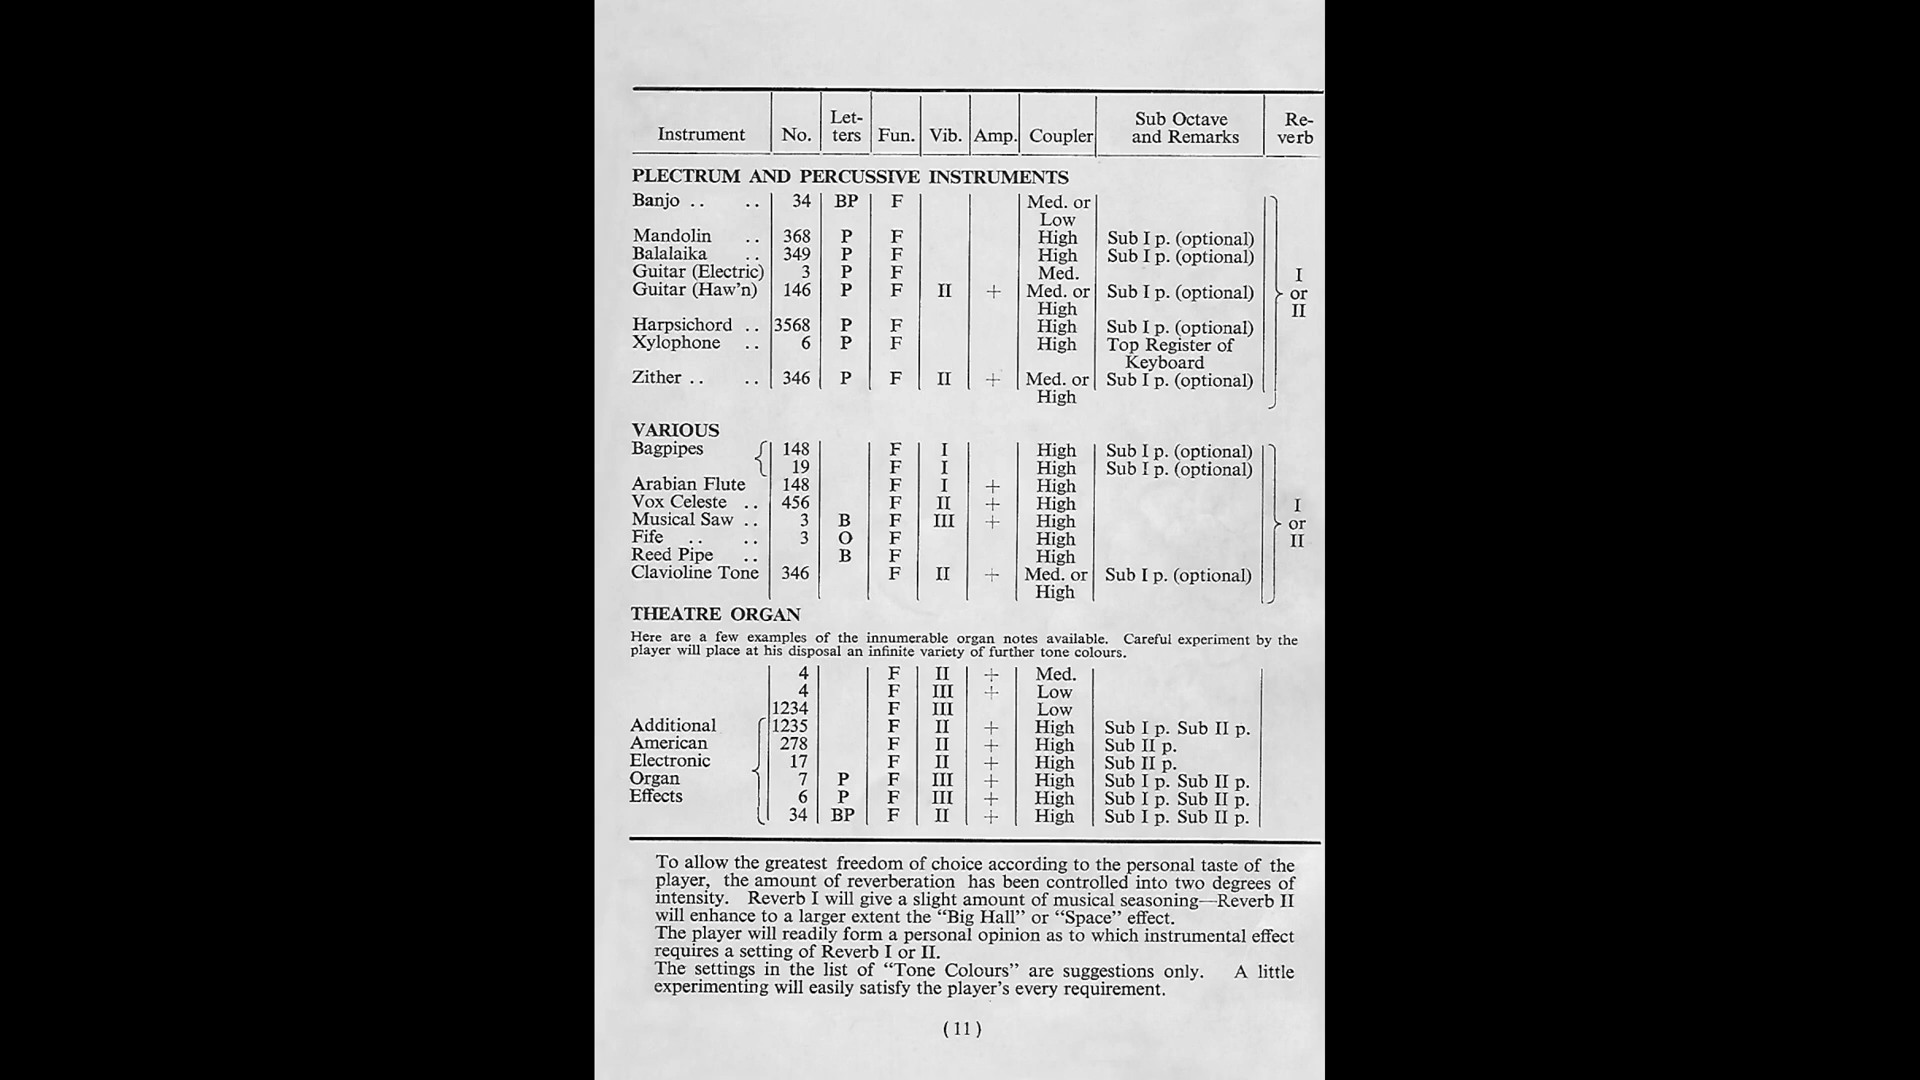 Instrument No. Let-ters Fun. Vib. Amp. Coupler Sub Octave and Remarks Re-verb
PLECTRUM AND PERCUSSIVE INSTRUMENTS
Banjo .. .. 34 BP F Med. or
Low
Mandolin .. 368 P F High Sub I p. (optional)
Balalaika .. 349 P F High Sub I p. (optional)
Guitar (Electric) 3 P F Med.
Guitar (Haw'n) 146 P F II + Med. or Sub I p. (optional)
High
Harpsichord .. 3568 P F High Sub I p. (optional)
Xylophone .. 6 P F High Top Register of
Keyboard
Zither .. .. 346 P F II + Med. or Sub I p. (optional)
High
I
or
II
VARIOUS
Bagpipes 148 F I High Sub I p. (optional)
19 F I High Sub I p. (optional)
Arabian Flute 148 F I + High
Vox Celeste .. 456 F II + High
Musical Saw .. 3 B F III + High
Fife .. .. 3 O F High
Reed Pipe .. B F High
Clavioline Tone 346 F II + Med. or Sub I p. (optional)
High
I
or
II
THEATRE ORGAN
Here are a few examples of the innumerable organ notes available. Careful experiment by the
player will place at his disposal an infinite variety of further tone colours.
4 F II + Med.
4 F III + Low
1234 F III Low
Additional 1235 F II + High Sub I p. Sub II p.
American 278 F II + High Sub II p.
Electronic 17 F II + High Sub II p.
Organ 7 P F III + High Sub I p. Sub II p.
Effects 6 P F III + High Sub I p. Sub II p.
34 BP F II + High Sub I p. Sub II p.
To allow the greatest freedom of choice according to the personal taste of the
player, the amount of reverberation has been controlled into two degrees of
intensity. Reverb I will give a slight amount of musical seasoning—Reverb II
will enhance to a larger extent the "Big Hall" or "Space" effect.
The player will readily form a personal opinion as to which instrumental effect
requires a setting of Reverb I or II.
The settings in the list of "Tone Colours" are suggestions only. A little
experimenting will easily satisfy the player's every requirement.
(11)